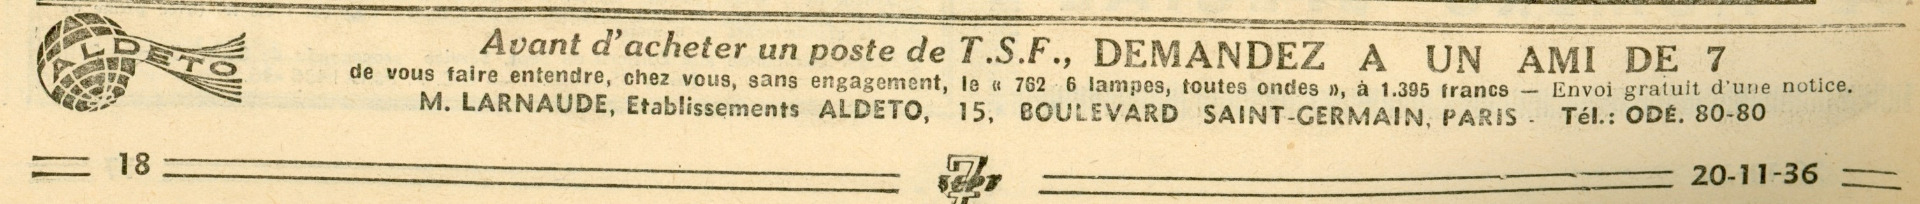 ALDETO
Avant d'acheter un poste de T.S.F., DEMANDEZ A UN AMI DE 7
de vous faire entendre, chez vous, sans engagement, le « 762 6 lampes, toutes ondes », à 1.395 francs — Envoi gratuit d'une notice.
M. LARNAUDE, Etablissements ALDETO, 15, BOULEVARD SAINT-GERMAIN, PARIS - Tél.: ODÉ. 80-80
18
7
20-11-36